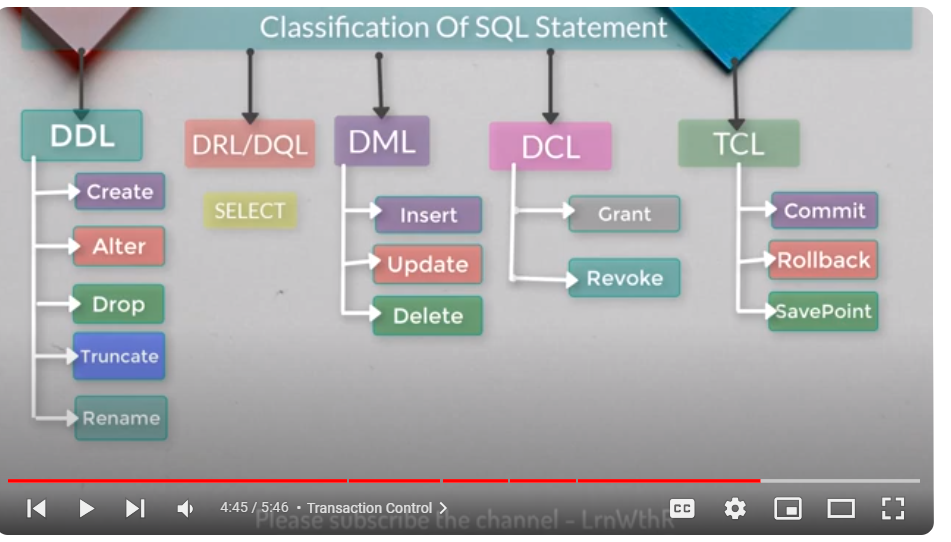 Classification Of SQL Statement
DDL
Create
Alter
Drop
Truncate
Rename
DRL/DQL
SELECT
DML
Insert
Update
Delete
DCL
Grant
Revoke
TCL
Commit
Rollback
SavePoint
4:45 / 5:46 • Transaction Control
CC
Please subscribe the channel - LrnWthR